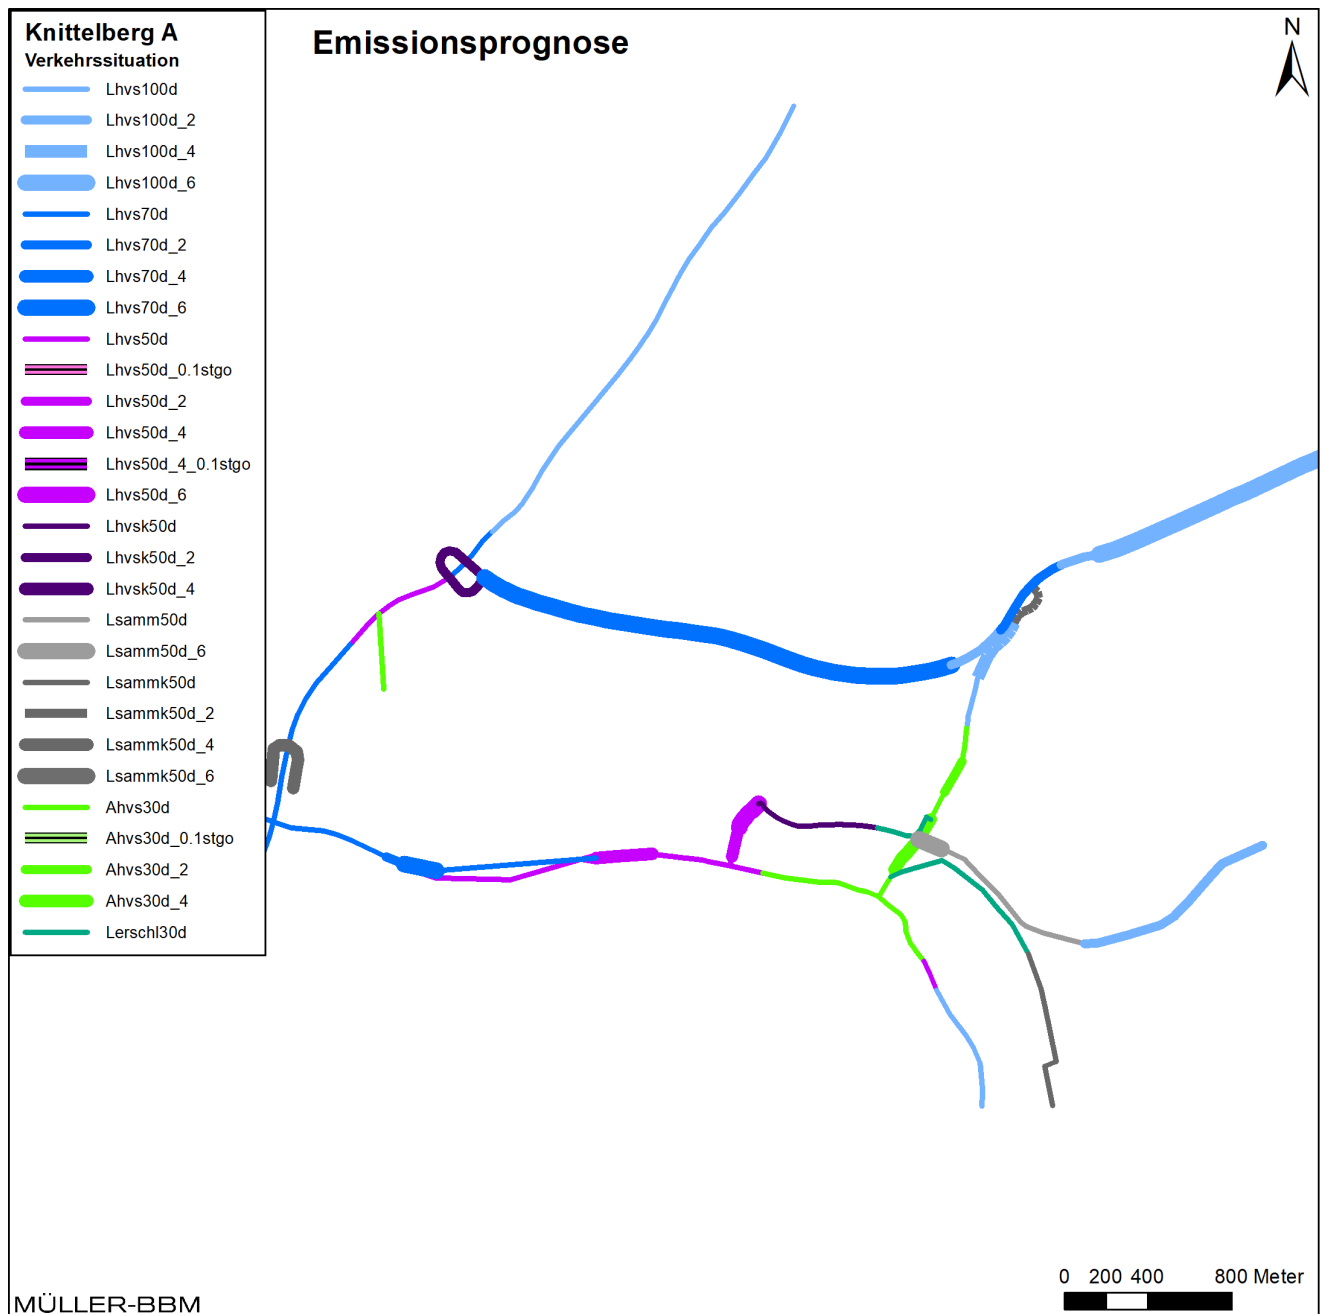 Knittelberg A
Verkehrssituation
Lhvs100d
Lhvs100d_2
Lhvs100d_4
Lhvs100d_6
Lhvs70d
Lhvs70d_2
Lhvs70d_4
Lhvs70d_6
Lhvs50d
Lhvs50d_0.1stgo
Lhvs50d_2
Lhvs50d_4
Lhvs50d_4_0.1stgo
Lhvs50d_6
Lhvsk50d
Lhvsk50d_2
Lhvsk50d_4
Lsamm50d
Lsamm50d_6
Lsammk50d
Lsammk50d_2
Lsammk50d_4
Lsammk50d_6
Ahvs30d
Ahvs30d_0.1stgo
Ahvs30d_2
Ahvs30d_4
Lerschl30d
Emissionsprognose
N
0 200 400 800 Meter
MÜLLER-BBM